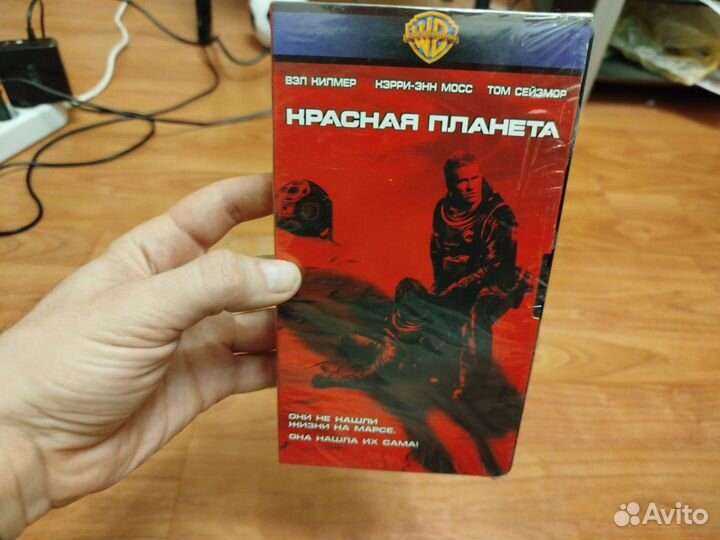 WB
ВЭЛ КИЛМЕР КЭРРИ-ЭНН МОСС ТОМ СЕЙЗМОР
КРАСНАЯ ПЛАНЕТА
ОНИ НЕ НАШЛИ
ЖИЗНИ НА МАРСЕ.
ОНА НАШЛА ИХ САМА!
Avito